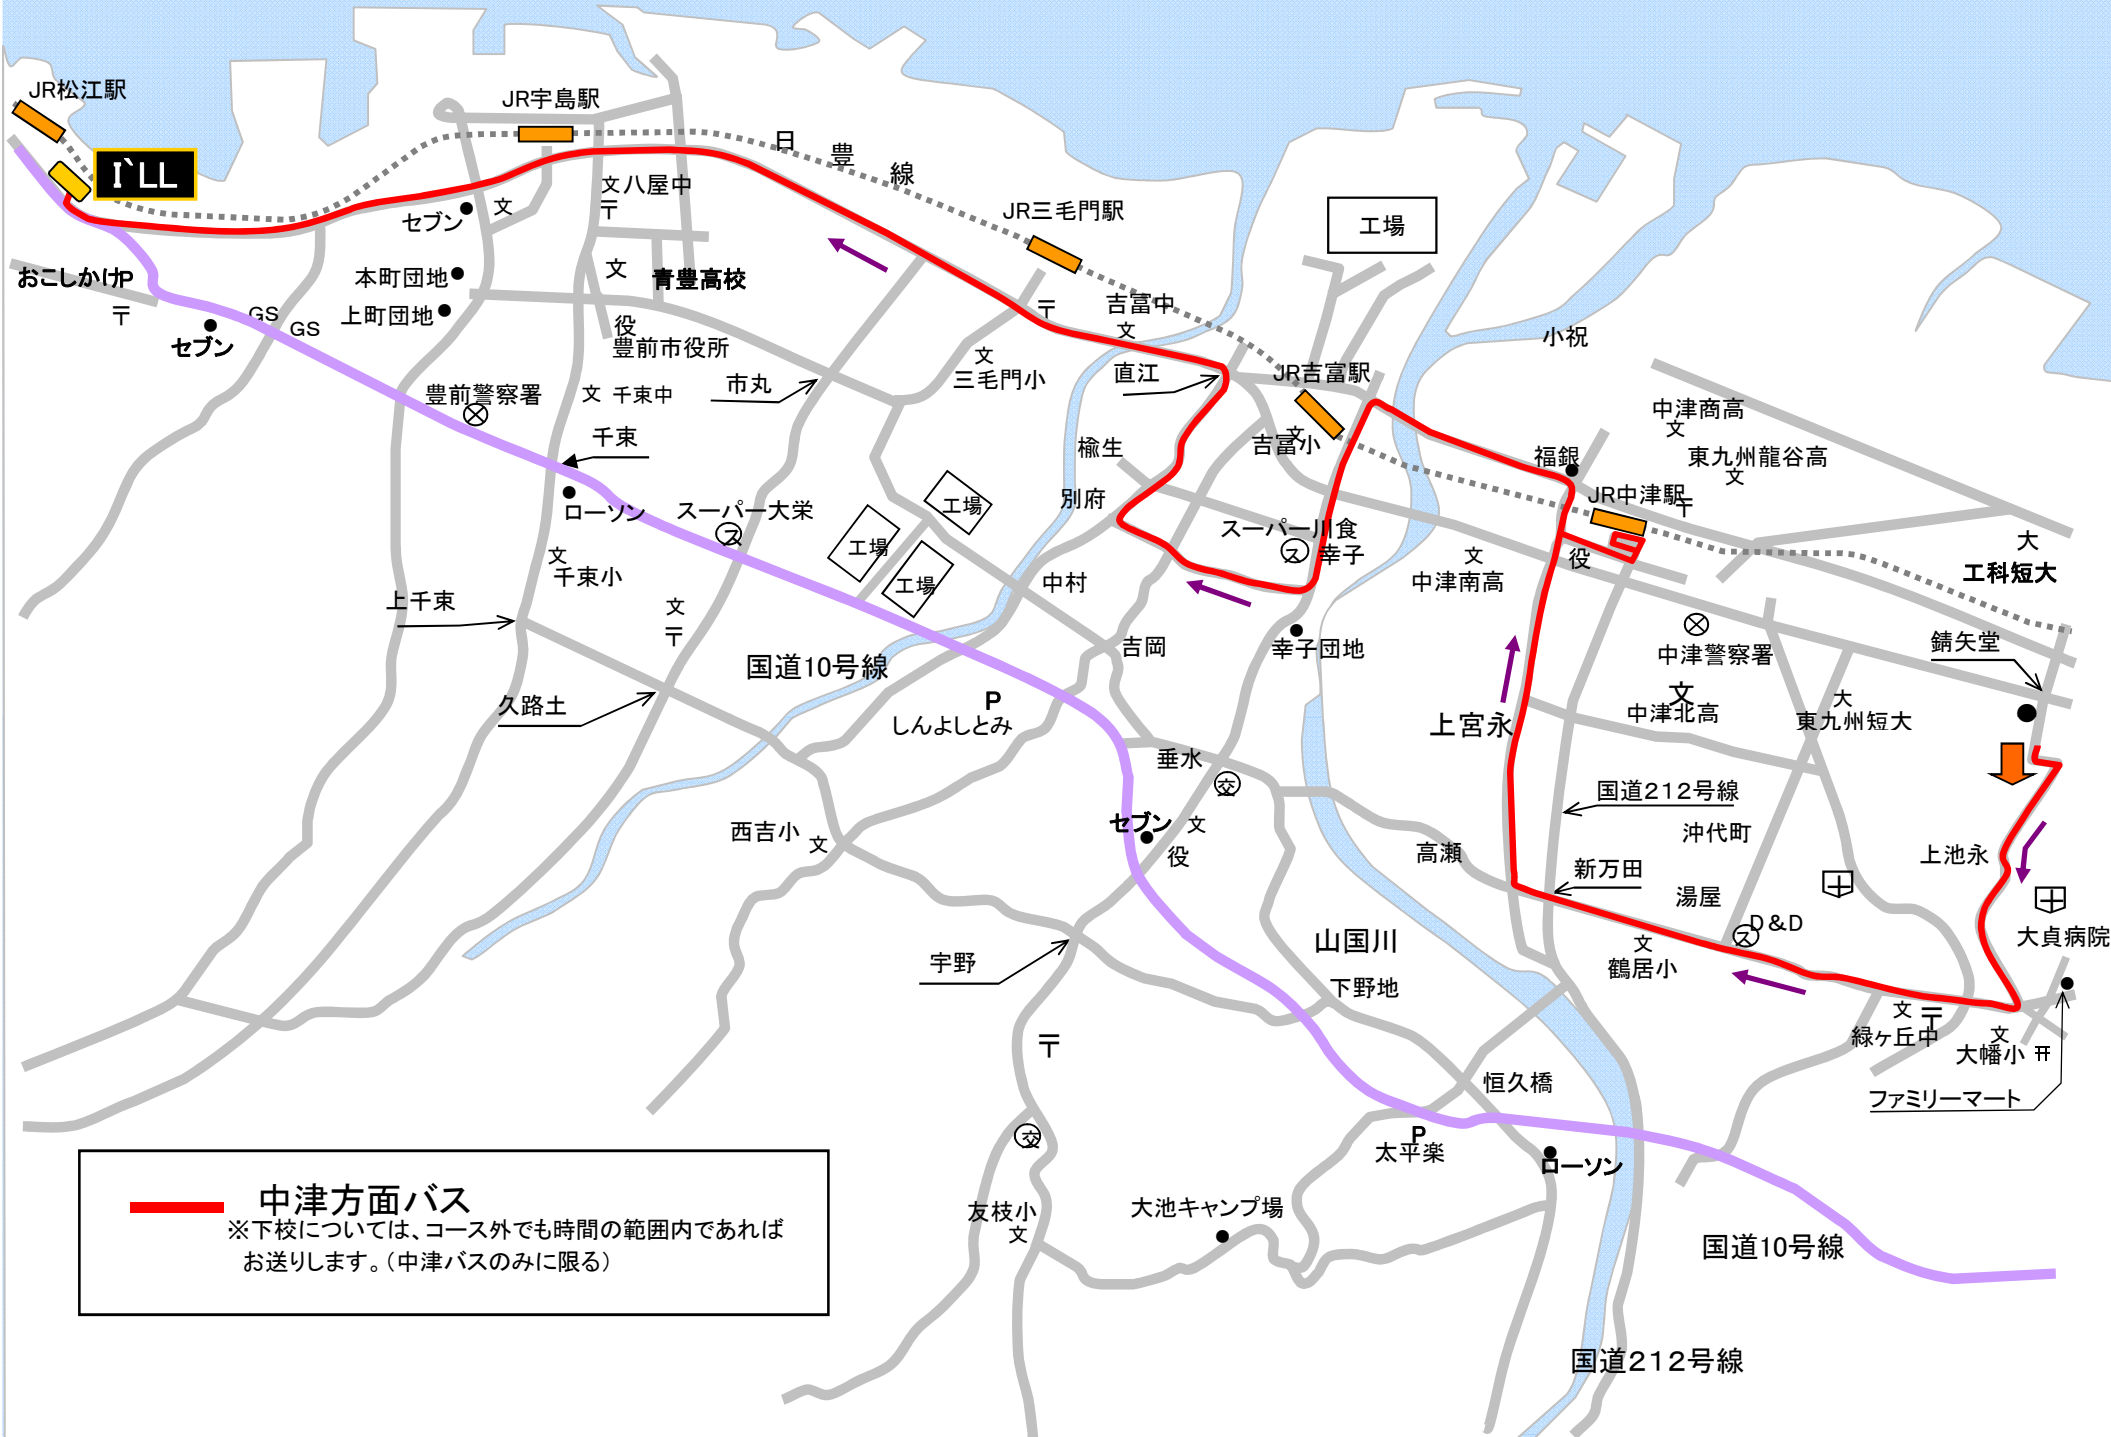 JR松江駅
JR宇島駅
I`LL
日豊線
文八屋中
〒
セブン
文
JR三毛門駅
工場
おこしかけP
〒
本町団地
上町団地
文
青豊高校
GS
GS
セブン
役
豊前市役所
〒
吉冨中
文
小祝
文
三毛門小
直江
JR吉富駅
市丸
豊前警察署
文 千束中
千束
中津商高
文
東九州龍谷高
文
文
吉冨小
楡生
福銀
別府
JR中津駅
〒
ローソン
スーパー大栄
ス
工場
工場
工場
スーパー川食
ス
幸子
文
中津南高
役
大
工科短大
文
千束小
中村
上千束
文
〒
吉岡
幸子団地
中津警察署
錆矢堂
国道10号線
久路土
P
しんよしとみ
文
中津北高
大
東九州短大
上宮永
垂水
交
国道212号線
沖代町
セブン
文
役
西吉小
文
高瀬
新万田
上池永
湯屋
D&D
ス
大貞病院
山国川
宇野
文
鶴居小
下野地
〒
文
〒
緑ヶ丘中
文
大幡小
恒久橋
ファミリーマート
交
P
太平楽
ローソン
友枝小
文
大池キャンプ場
国道10号線
国道212号線
中津方面バス
※下校については、コース外でも時間の範囲内であれば
お送りします。(中津バスのみに限る)